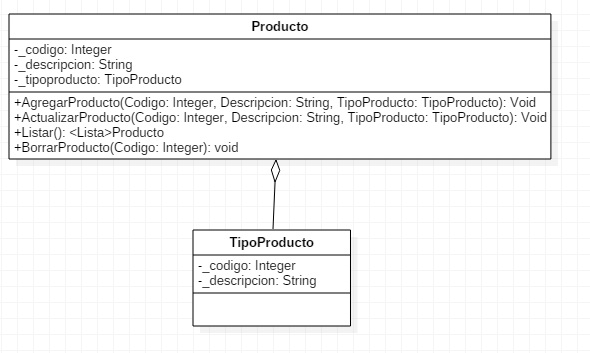 Producto
-_codigo: Integer
-_descripcion: String
-_tipoproducto: TipoProducto
+AgregarProducto(Codigo: Integer, Descripcion: String, TipoProducto: TipoProducto): Void
+ActualizarProducto(Codigo: Integer, Descripcion: String, TipoProducto: TipoProducto): Void
+Listar(): <Lista>Producto
+BorrarProducto(Codigo: Integer): void
TipoProducto
-_codigo: Integer
-_descripcion: String